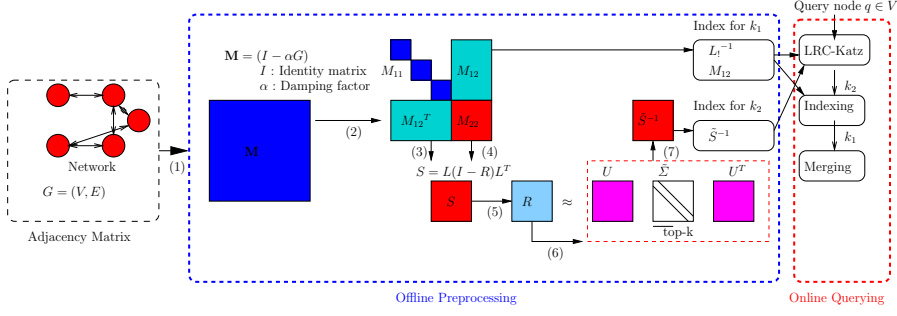 Network
G = (V, E)
Adjacency Matrix
(1)
M = (I − αG)
I : Identity matrix
α : Damping factor
M
(2)
M₁₁
M₁₂
M₁₂ᵀ
M₂₂
(3)
(4)
S = L(I − R)Lᵀ
S
(5)
R
≈
(6)
U
Σ̃
Uᵀ
top-k
(7)
S̃⁻¹
Index for k₁
L₁⁻¹
M₁₂
Index for k₂
S̃⁻¹
Offline Preprocessing
Query node q ∈ V
LRC-Katz
k₂
Indexing
k₁
Merging
Online Querying